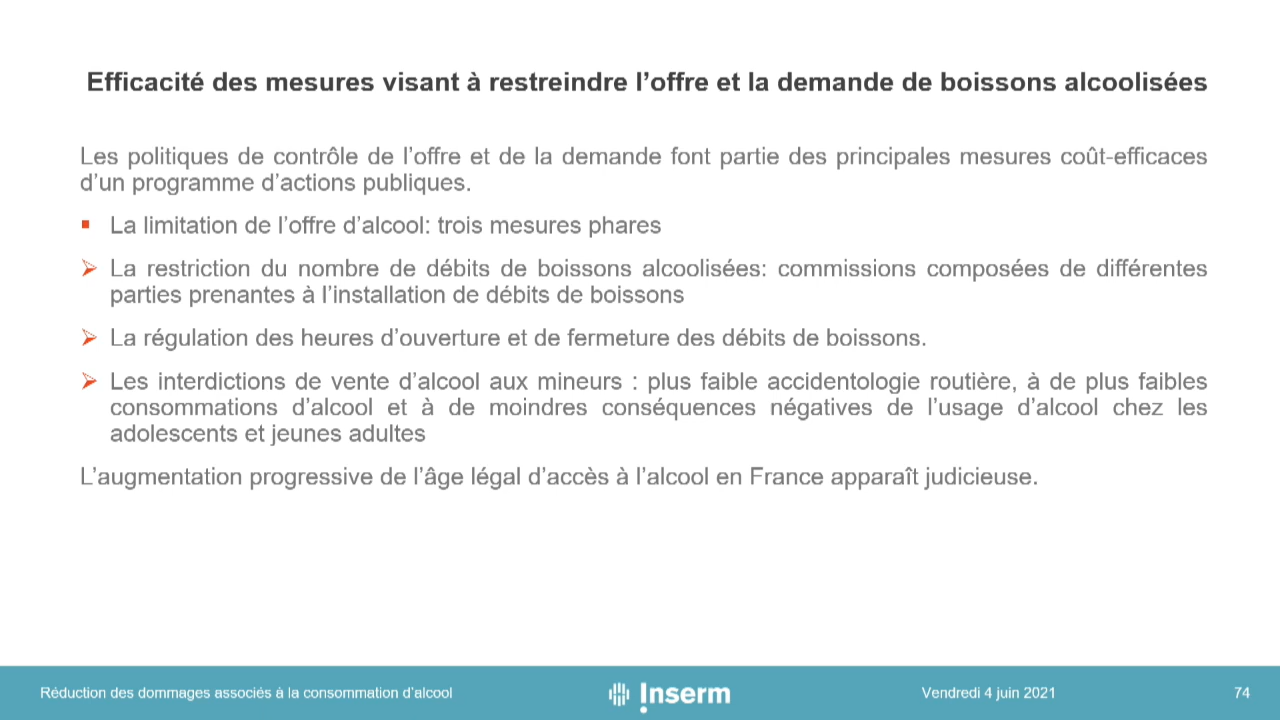 Efficacité des mesures visant à restreindre l’offre et la demande de boissons alcoolisées
Les politiques de contrôle de l’offre et de la demande font partie des principales mesures coût-efficaces
d’un programme d’actions publiques.
La limitation de l’offre d’alcool: trois mesures phares
La restriction du nombre de débits de boissons alcoolisées: commissions composées de différentes
parties prenantes à l’installation de débits de boissons
La régulation des heures d’ouverture et de fermeture des débits de boissons.
Les interdictions de vente d’alcool aux mineurs : plus faible accidentologie routière, à de plus faibles
consommations d’alcool et à de moindres conséquences négatives de l’usage d’alcool chez les
adolescents et jeunes adultes
L’augmentation progressive de l’âge légal d’accès à l’alcool en France apparaît judicieuse.
Réduction des dommages associés à la consommation d’alcool
Inserm
Vendredi 4 juin 2021
74